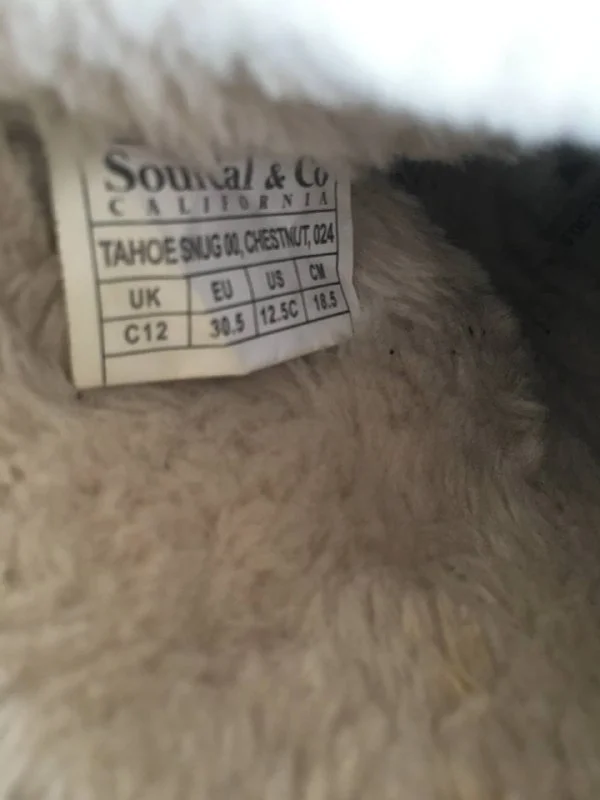 SoulCal & Co
CALIFORNIA
TAHOE SNUG 00, CHESTNUT, 024
UK EU US CM
C12 30.5 12.5C 18.5